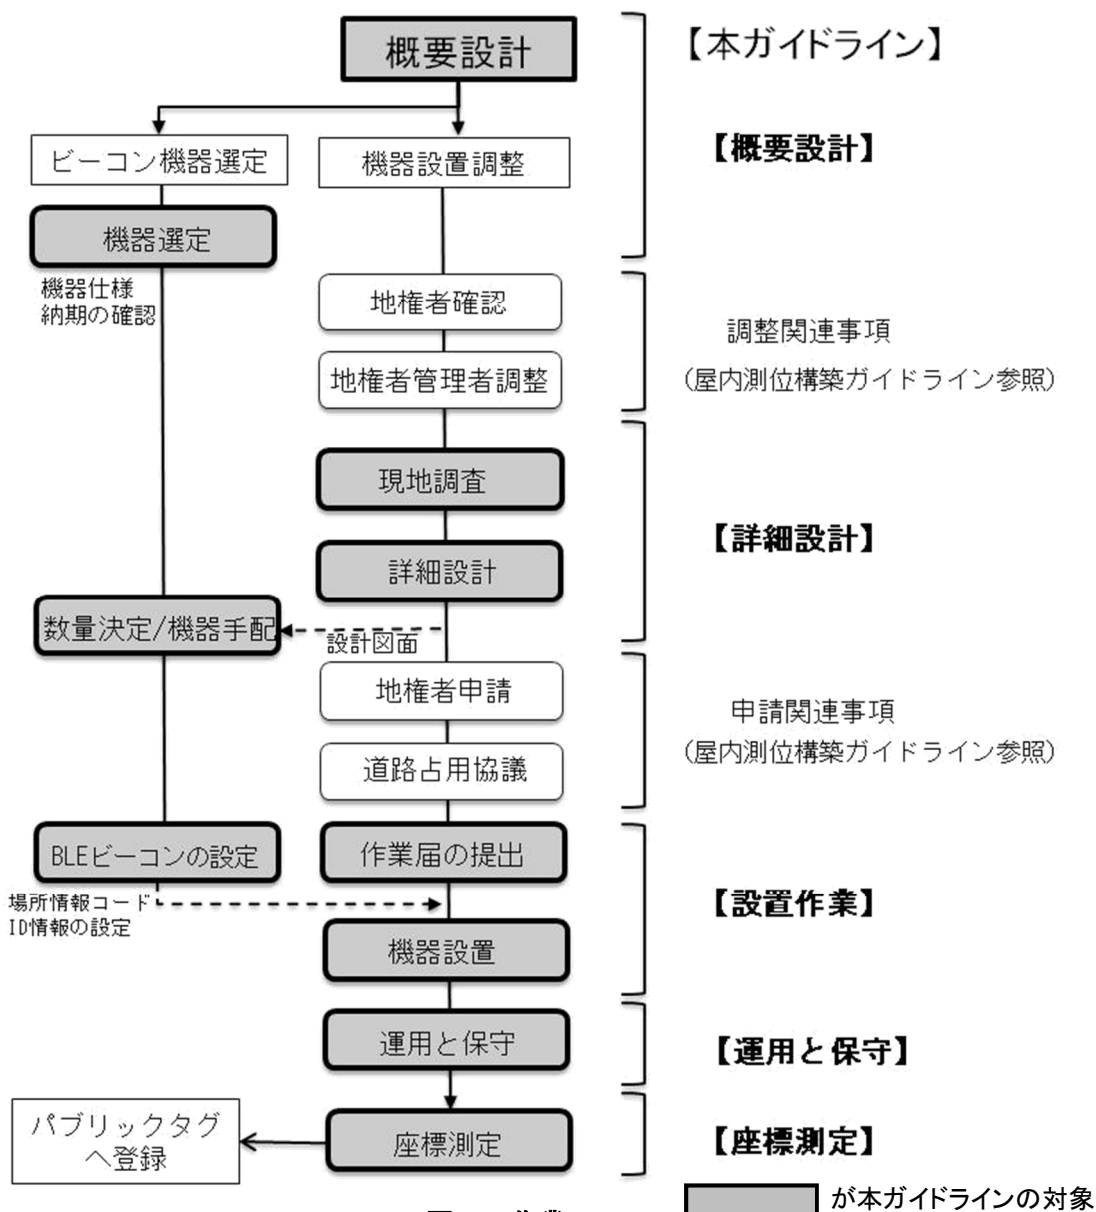 概要設計
【本ガイドライン】
【概要設計】
ビーコン機器選定
機器設置調整
機器選定
機器仕様
納期の確認
地権者確認
地権者管理者調整
調整関連事項
(屋内測位構築ガイドライン参照)
現地調査
詳細設計
【詳細設計】
数量決定/機器手配
設計図面
地権者申請
道路占用協議
申請関連事項
(屋内測位構築ガイドライン参照)
BLEビーコンの設定
作業届の提出
場所情報コード
ID情報の設定
機器設置
【設置作業】
運用と保守
【運用と保守】
パブリックタグ
へ登録
座標測定
【座標測定】
が本ガイドラインの対象